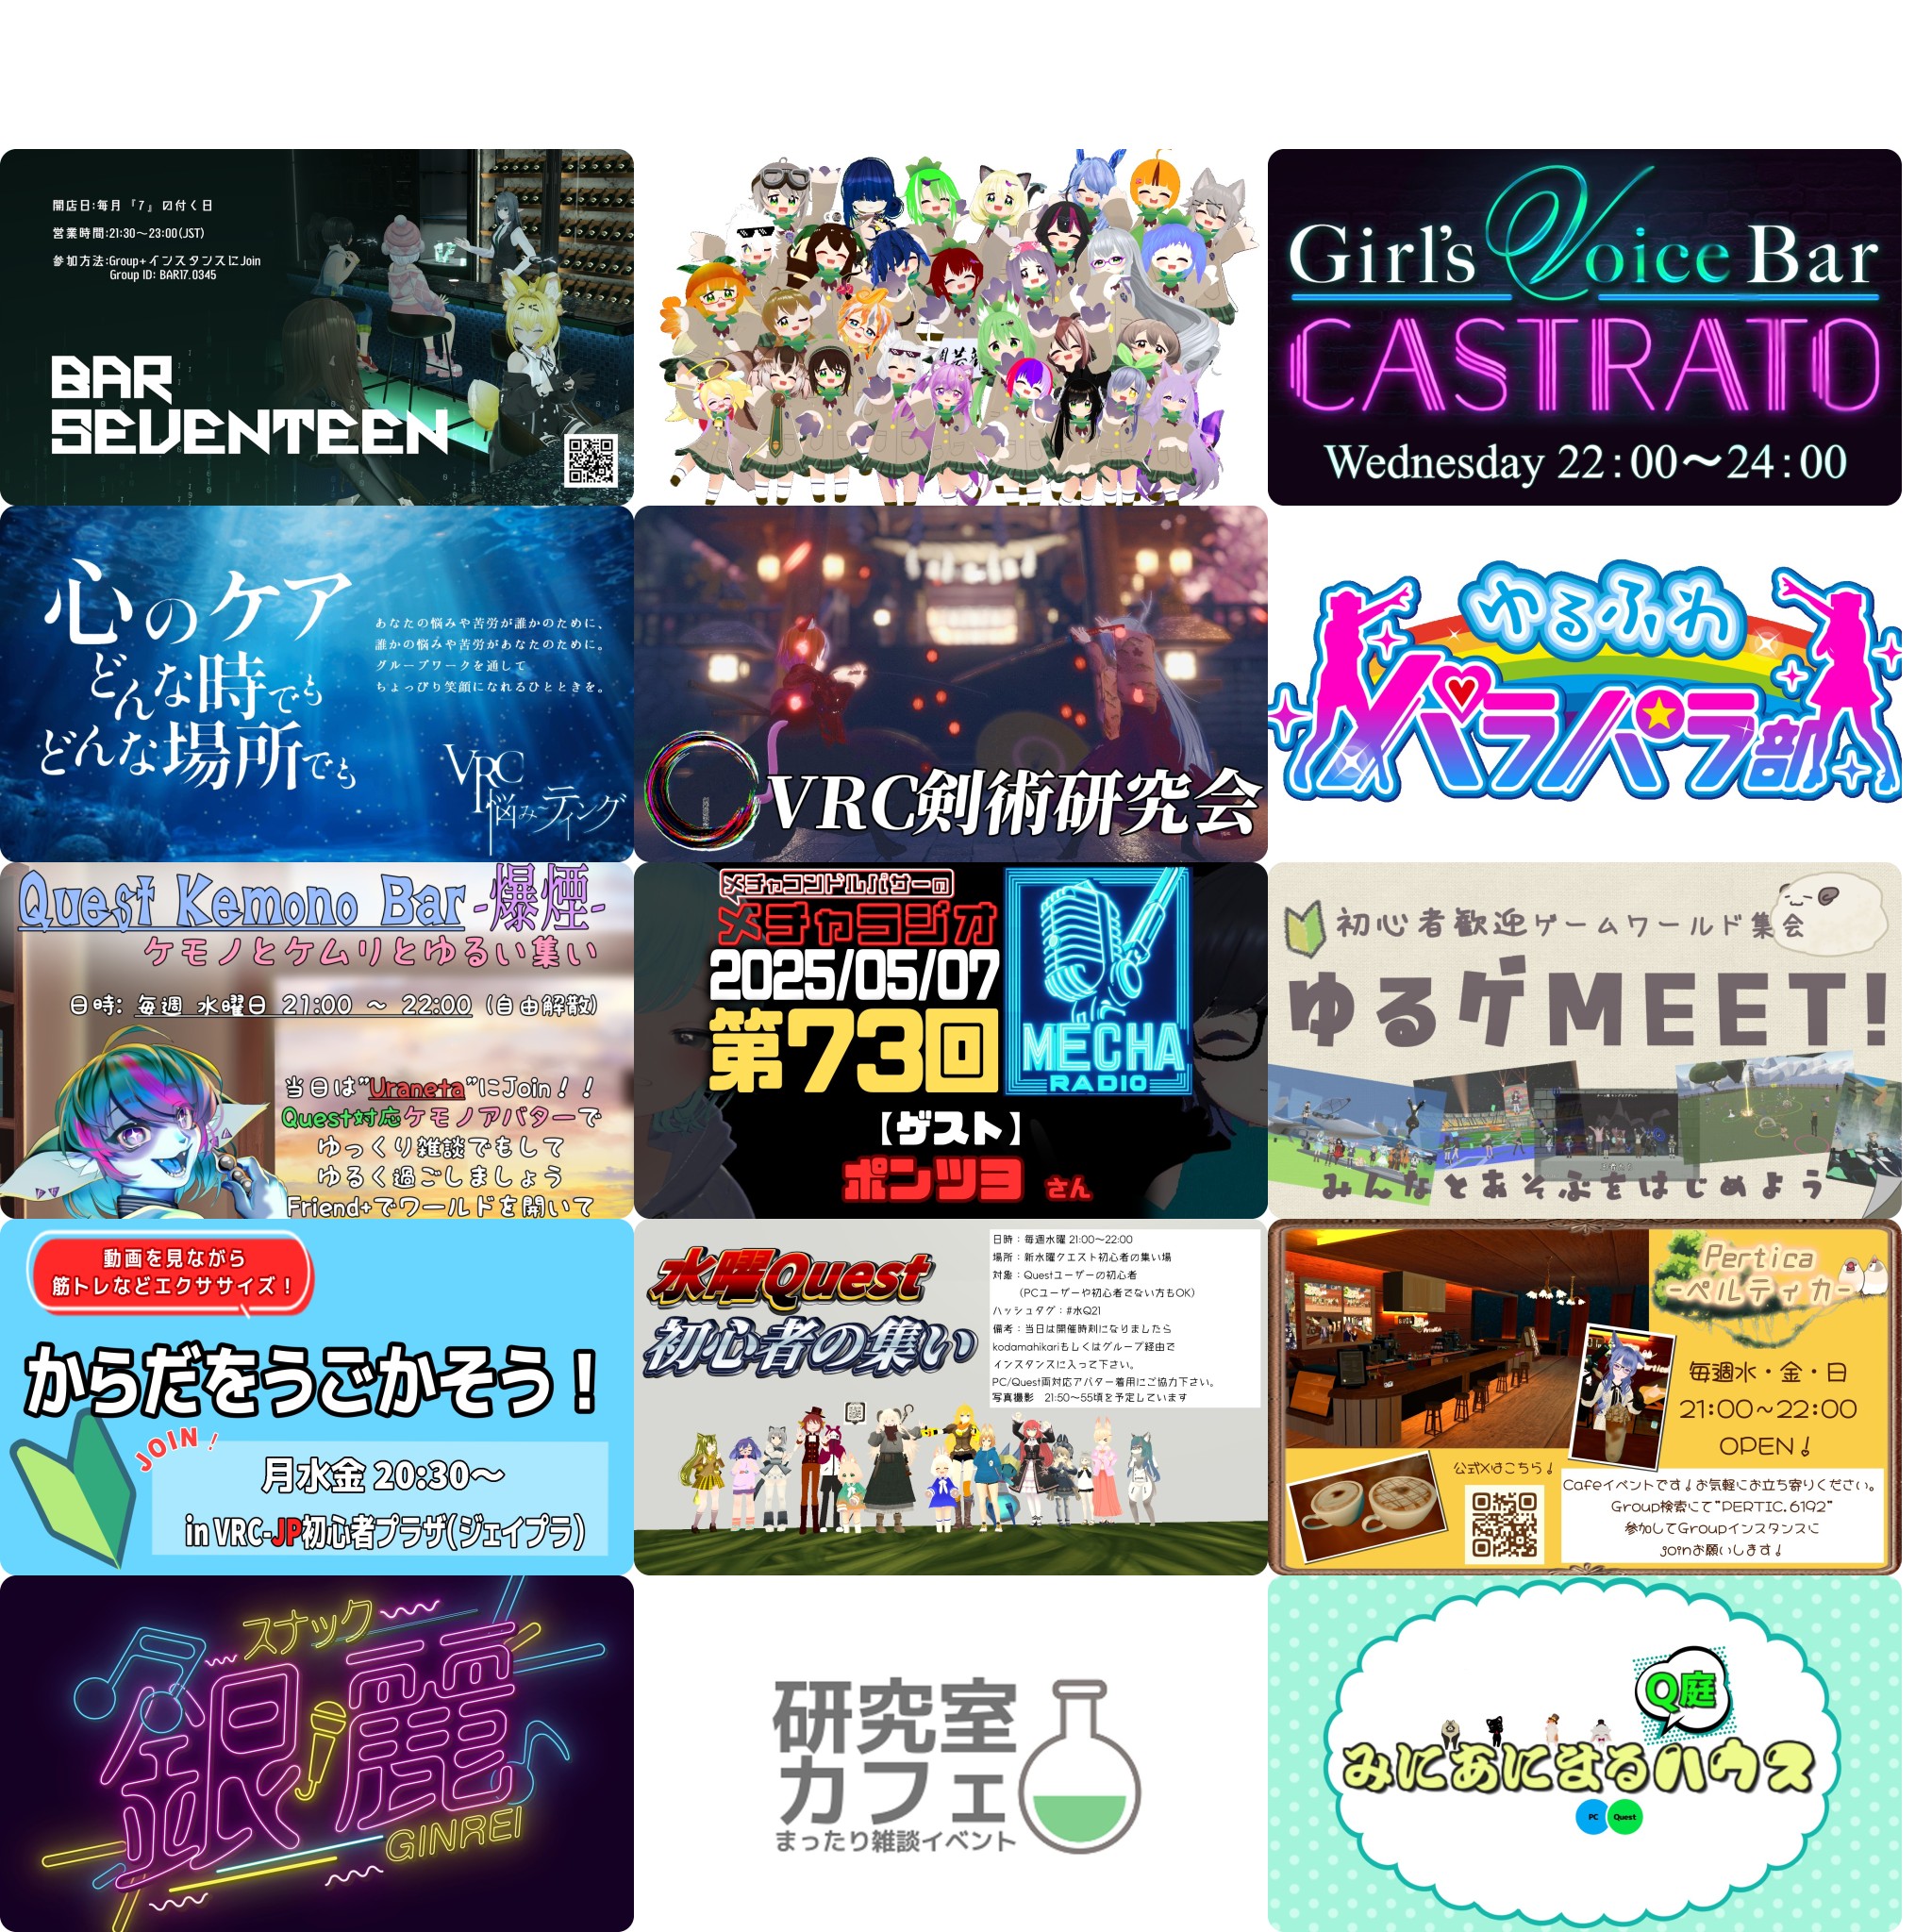 開店日:毎月『7』の付く日
営業時間:21:30～23:00(JST)
参加方法:Group+インスタンスにJoin
Group ID: BAR17.0345
BAR
SEVENTEEN
Girl's Voice Bar
CASTRATO
Wednesday 22:00～24:00
心のケア
どんな時でも
どんな場所でも
あなたの悩みや苦労が誰かのために、
誰かの悩みや苦労があなたのために。
グループワークを通して
ちょっぴり笑顔になれるひとときを。
VRC
悩みーティング
VRC剣術研究会
ゆるふわ
パラパラ部
Quest Kemono Bar-爆煙-
ケモノとケムリとゆるい集い
日時: 毎週 水曜日 21:00 ～ 22:00 (自由解散)
当日は"Uraneta"にJoin!!
Quest対応ケモノアバターで
ゆっくり雑談でもして
ゆるく過ごしましょう
Friend+でワールドを開いて
メチャコンドルパサーの
メチャラジオ
2025/05/07
第73回
MECHA
RADIO
【ゲスト】
ポンツヨ さん
初心者歓迎ゲームワールド集会
ゆるゲMEET!
みんなとあそぶをはじめよう
動画を見ながら
筋トレなどエクササイズ！
からだをうごかそう！
JOIN!
月水金 20:30～
in VRC-JP初心者プラザ(ジェイプラ)
水曜Quest
初心者の集い
日時：毎週水曜 21:00～22:00
場所：新水曜クエスト初心者の集い場
対象：Questユーザーの初心者
(PCユーザーや初心者でない方もOK)
ハッシュタグ：#水Q21
備考：当日は開催時刻になりましたら
kodamahikariもしくはグループ経由で
インスタンスに入って下さい。
PC/Quest両対応アバター着用にご協力下さい。
写真撮影　21:50～55頃を予定しています
Pertica
-ペルティカ-
毎週水・金・日
21:00～22:00
OPEN!
公式Xはこちら!
Cafeイベントです!お気軽にお立ち寄りください。
Group検索にて"PERTIC.6192"
参加してGroupインスタンスに
joinお願いします!
スナック
銀麗
GINREI
研究室
カフェ
まったり雑談イベント
Q庭
みにあにまるハウス
PC
Quest